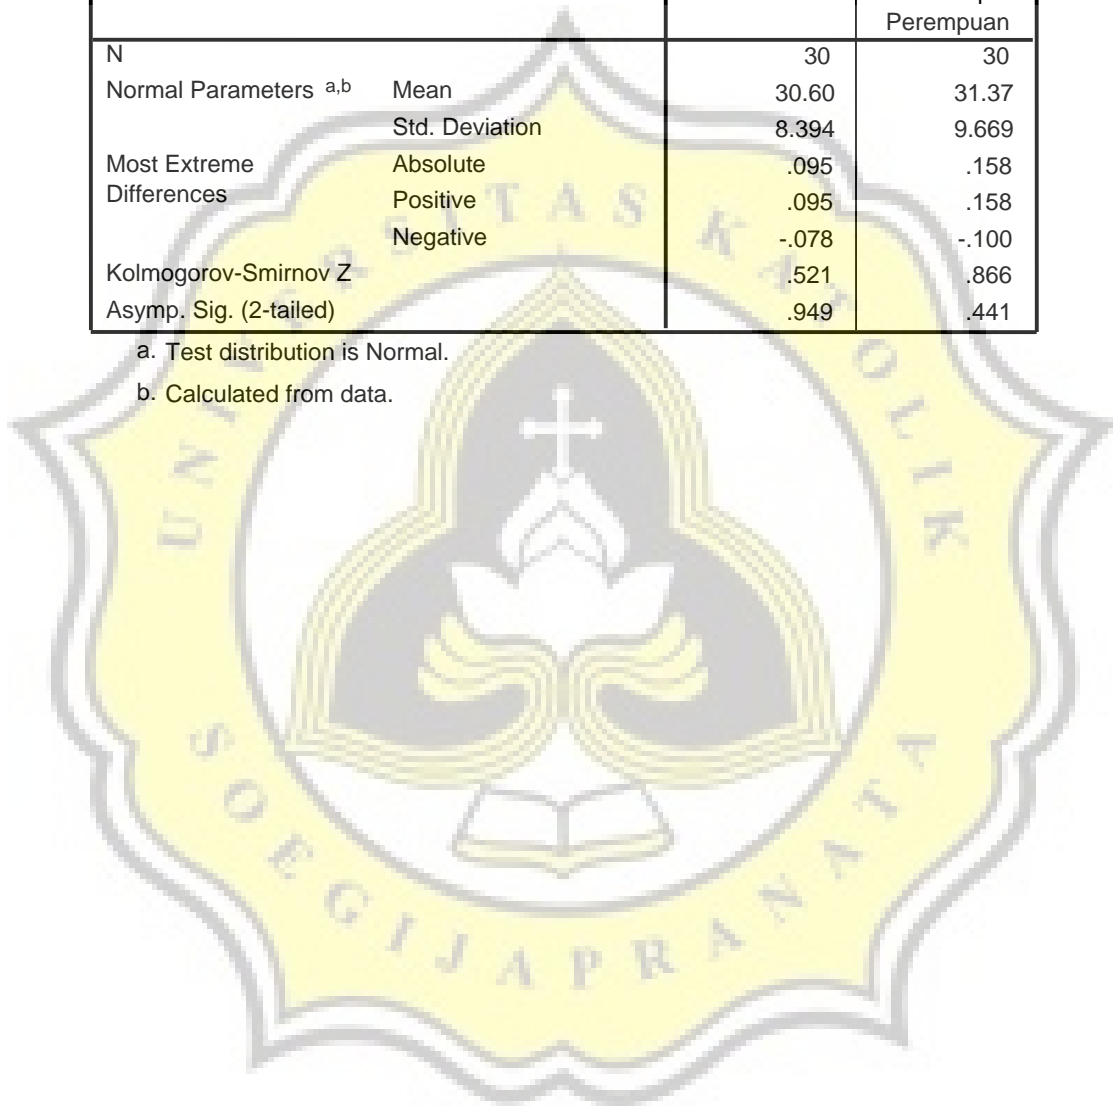 Perempuan
N 30 30
Normal Parameters a,b Mean 30.60 31.37
Std. Deviation 8.394 9.669
Most Extreme Absolute .095 .158
Differences Positive .095 .158
Negative -.078 -.100
Kolmogorov-Smirnov Z .521 .866
Asymp. Sig. (2-tailed) .949 .441
a. Test distribution is Normal.
b. Calculated from data.
UNIVERSITAS KATOLIK
SOEGIJAPRANATA